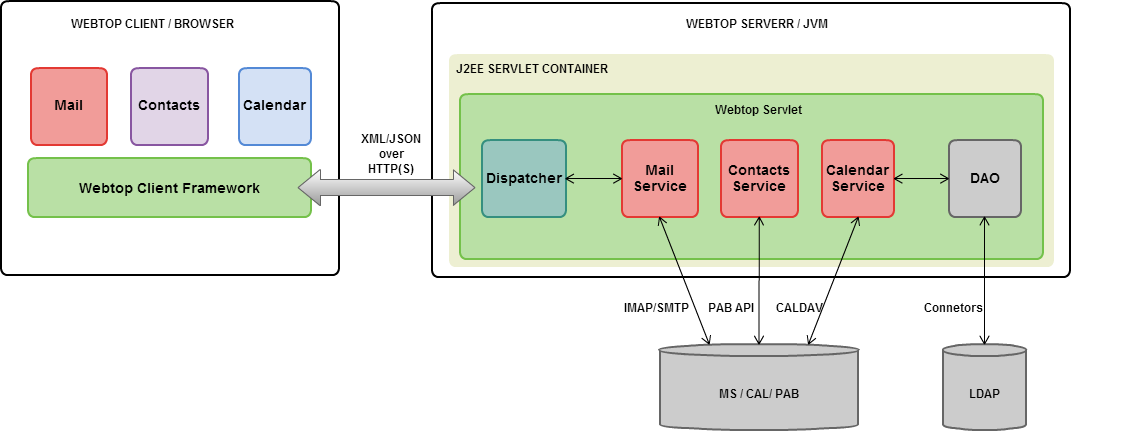 WEBTOP CLIENT / BROWSER
Mail
Contacts
Calendar
Webtop Client Framework
XML/JSON
over
HTTP(S)
WEBTOP SERVERR / JVM
J2EE SERVLET CONTAINER
Webtop Servlet
Dispatcher
Mail
Service
Contacts
Service
Calendar
Service
DAO
IMAP/SMTP
PAB API
CALDAV
Connetors
MS / CAL/ PAB
LDAP